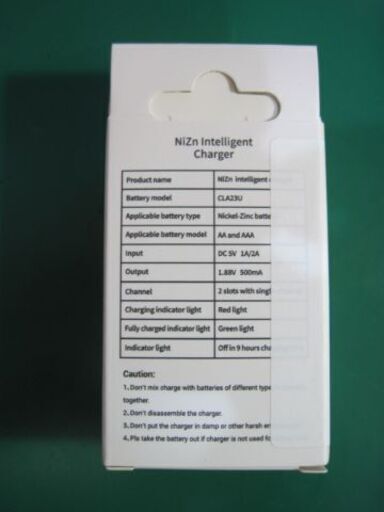 NiZn Intelligent
Charger
Product name NiZn intelligent
Battery model CLA23U
Applicable battery type Nickel-Zinc batte
Applicable battery model AA and AAA
Input DC 5V 1A/2A
Output 1.88V 500mA
Channel 2 slots with singl
Charging indicator light Red light
Fully charged indicator light Green light
Indicator light Off in 9 hours cha
Caution:
1、Don't mix charge with batteries of different type
together.
2、Don't disassemble the charger.
3、Don't put the charger in damp or other harsh en
4、Pls take the battery out if charger is not used fo